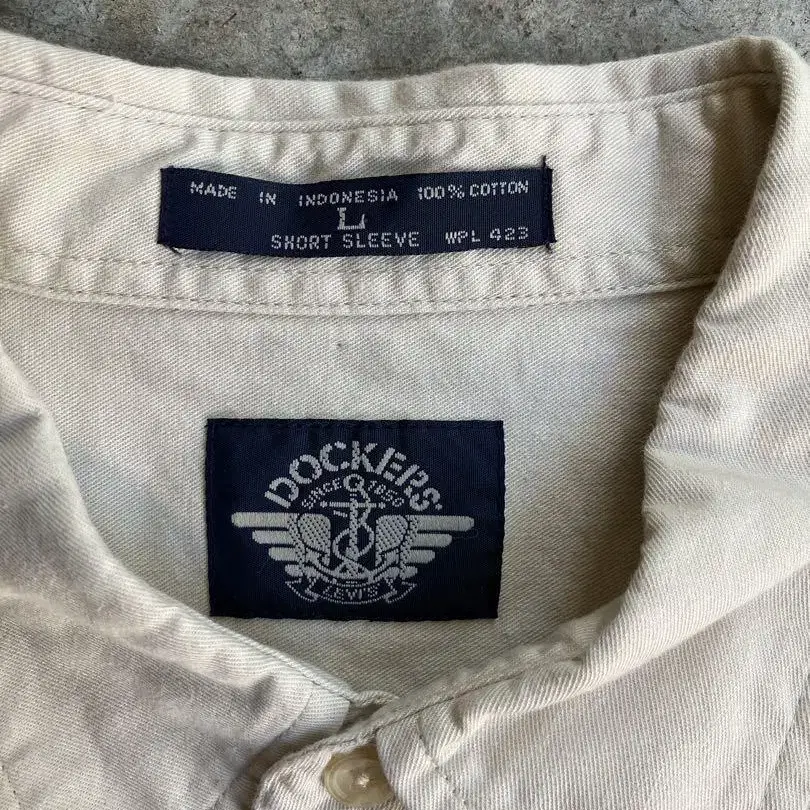 MADE IN INDONESIA 100% COTTON
L
SHORT SLEEVE WPL 423
DOCKERS
SINCE 1850
LEVI'S